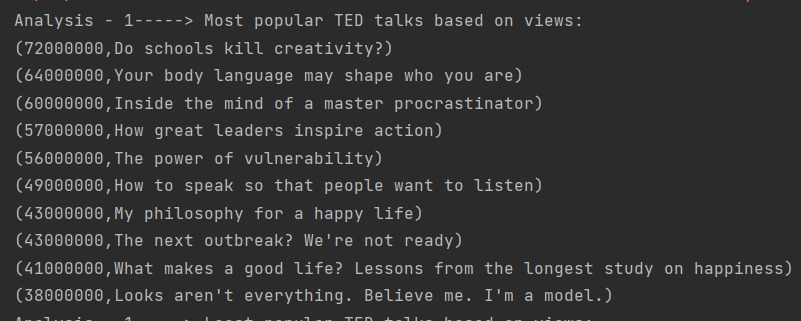 Analysis - 1-----> Most popular TED talks based on views:
(72000000,Do schools kill creativity?)
(64000000,Your body language may shape who you are)
(60000000,Inside the mind of a master procrastinator)
(57000000,How great leaders inspire action)
(56000000,The power of vulnerability)
(49000000,How to speak so that people want to listen)
(43000000,My philosophy for a happy life)
(43000000,The next outbreak? We're not ready)
(41000000,What makes a good life? Lessons from the longest study on happiness)
(38000000,Looks aren't everything. Believe me. I'm a model.)
Analysis - 1-----> Least popular TED talks based on views: